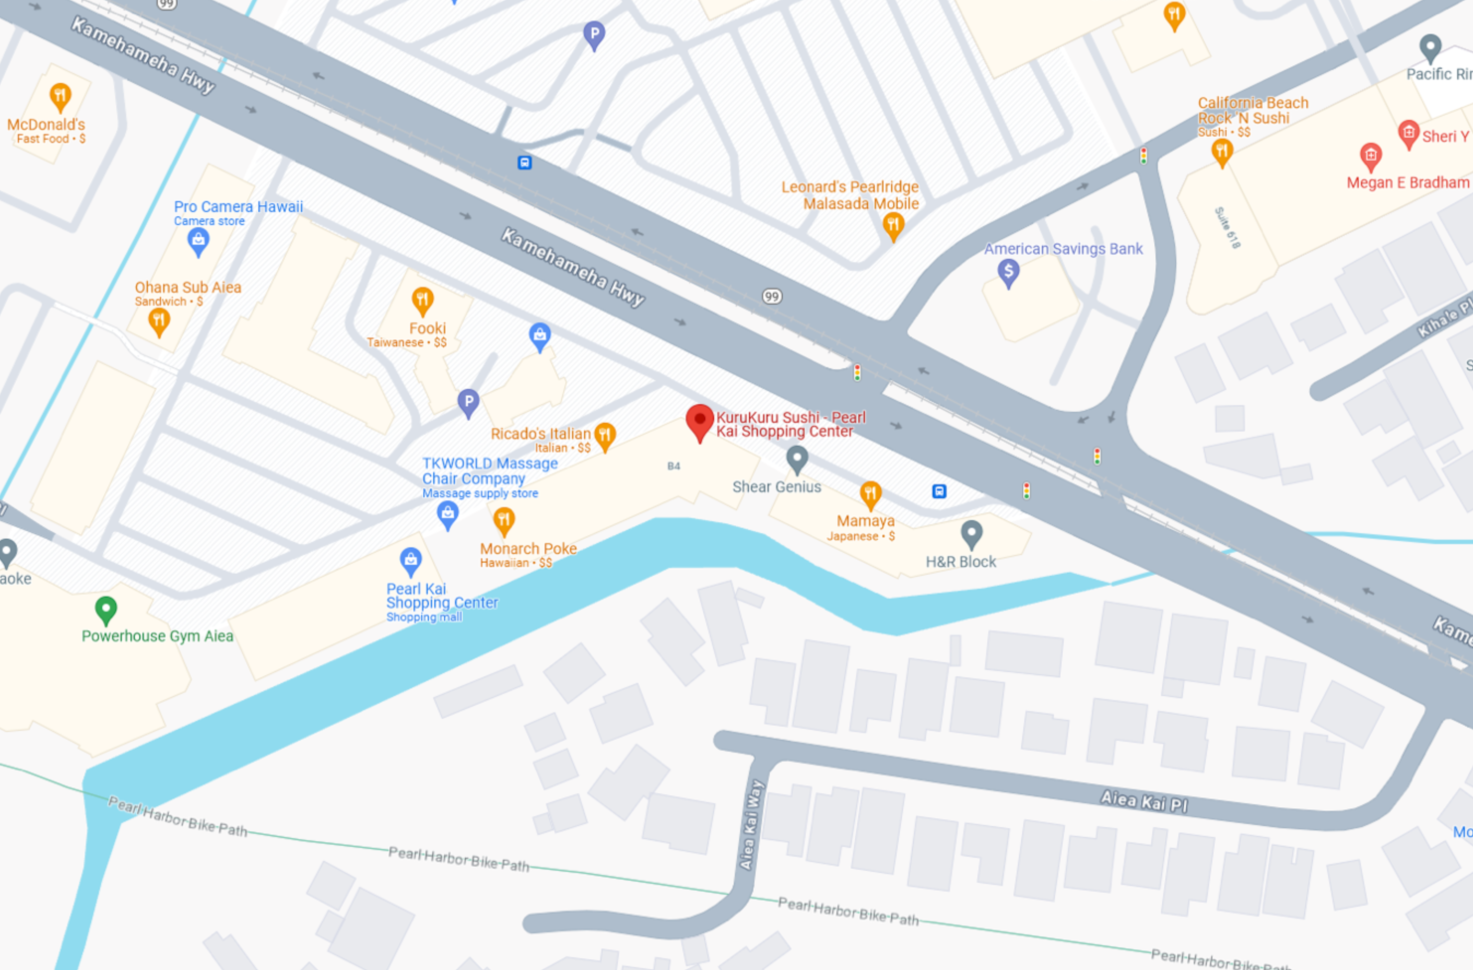 99
Kamehameha Hwy
P
McDonald's
Fast Food • $
Pacific Rim
California Beach
Rock 'N Sushi
Sushi • $$
Sheri Y
Megan E Bradham
Leonard's Pearlridge
Malasada Mobile
Suite 618
Pro Camera Hawaii
Camera store
Kamehameha Hwy
American Savings Bank
$
Ohana Sub Aiea
Sandwich • $
99
Fooki
Taiwanese • $$
Kiha'e Pl
P
KuruKuru Sushi - Pearl
Kai Shopping Center
Ricado's Italian
Italian • $$
B4
TKWORLD Massage
Chair Company
Massage supply store
Shear Genius
Mamaya
Japanese • $
Monarch Poke
Hawaiian • $$
H&R Block
aoke
Pearl Kai
Shopping Center
Shopping mall
Powerhouse Gym Aiea
Kame
Aiea Kai Pl
Aiea Kai Way
Mo
Pearl Harbor Bike Path
Pearl Harbor Bike Path
Pearl Harbor Bike Path
Pearl Harbor Bike Path